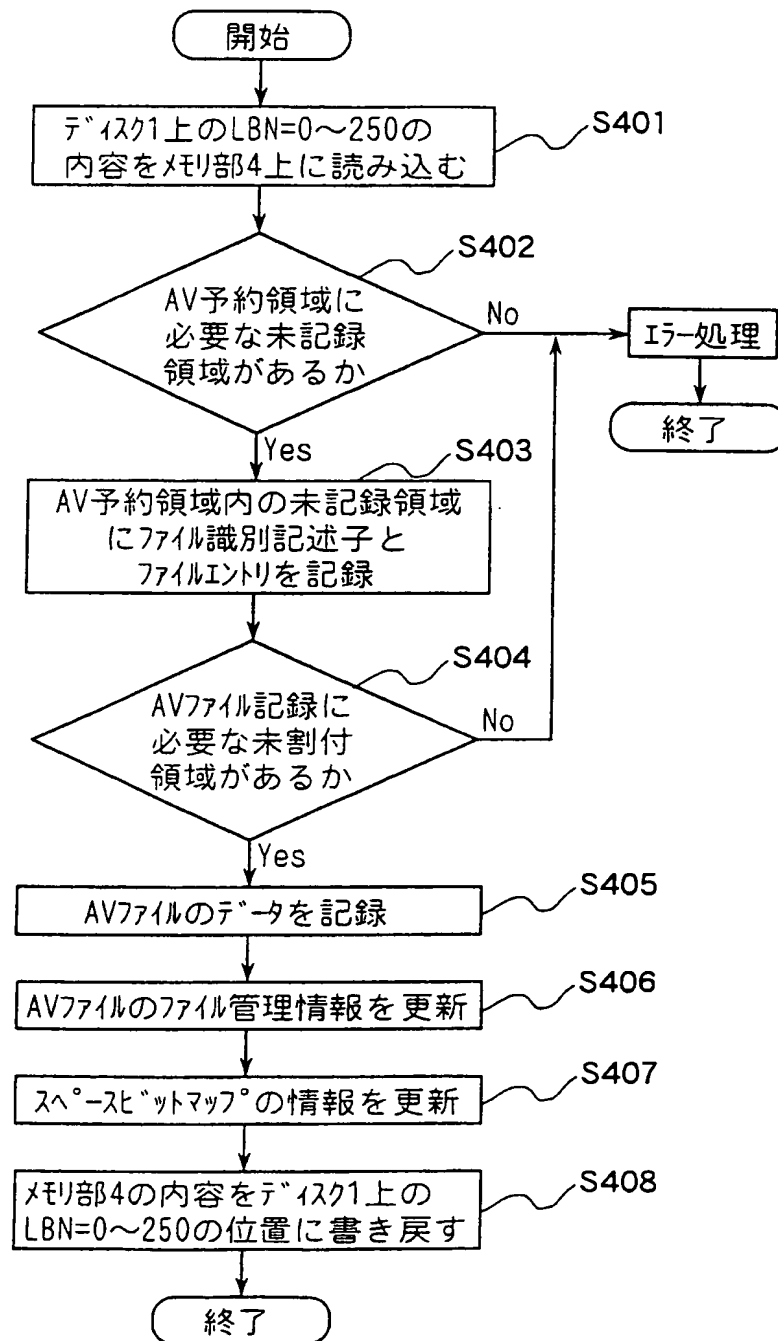 開始
ディスク1上のLBN=0～250の
内容をメモリ部4上に読み込む
S401
S402
AV予約領域に
必要な未記録
領域があるか
No
エラー処理
終了
Yes
S403
AV予約領域内の未記録領域
にファイル識別記述子と
ファイルエントリを記録
S404
AVファイル記録に
必要な未割付
領域があるか
No
Yes
AVファイルのデータを記録
S405
AVファイルのファイル管理情報を更新
S406
スペースビットマップの情報を更新
S407
メモリ部4の内容をディスク1上の
LBN=0～250の位置に書き戻す
S408
終了